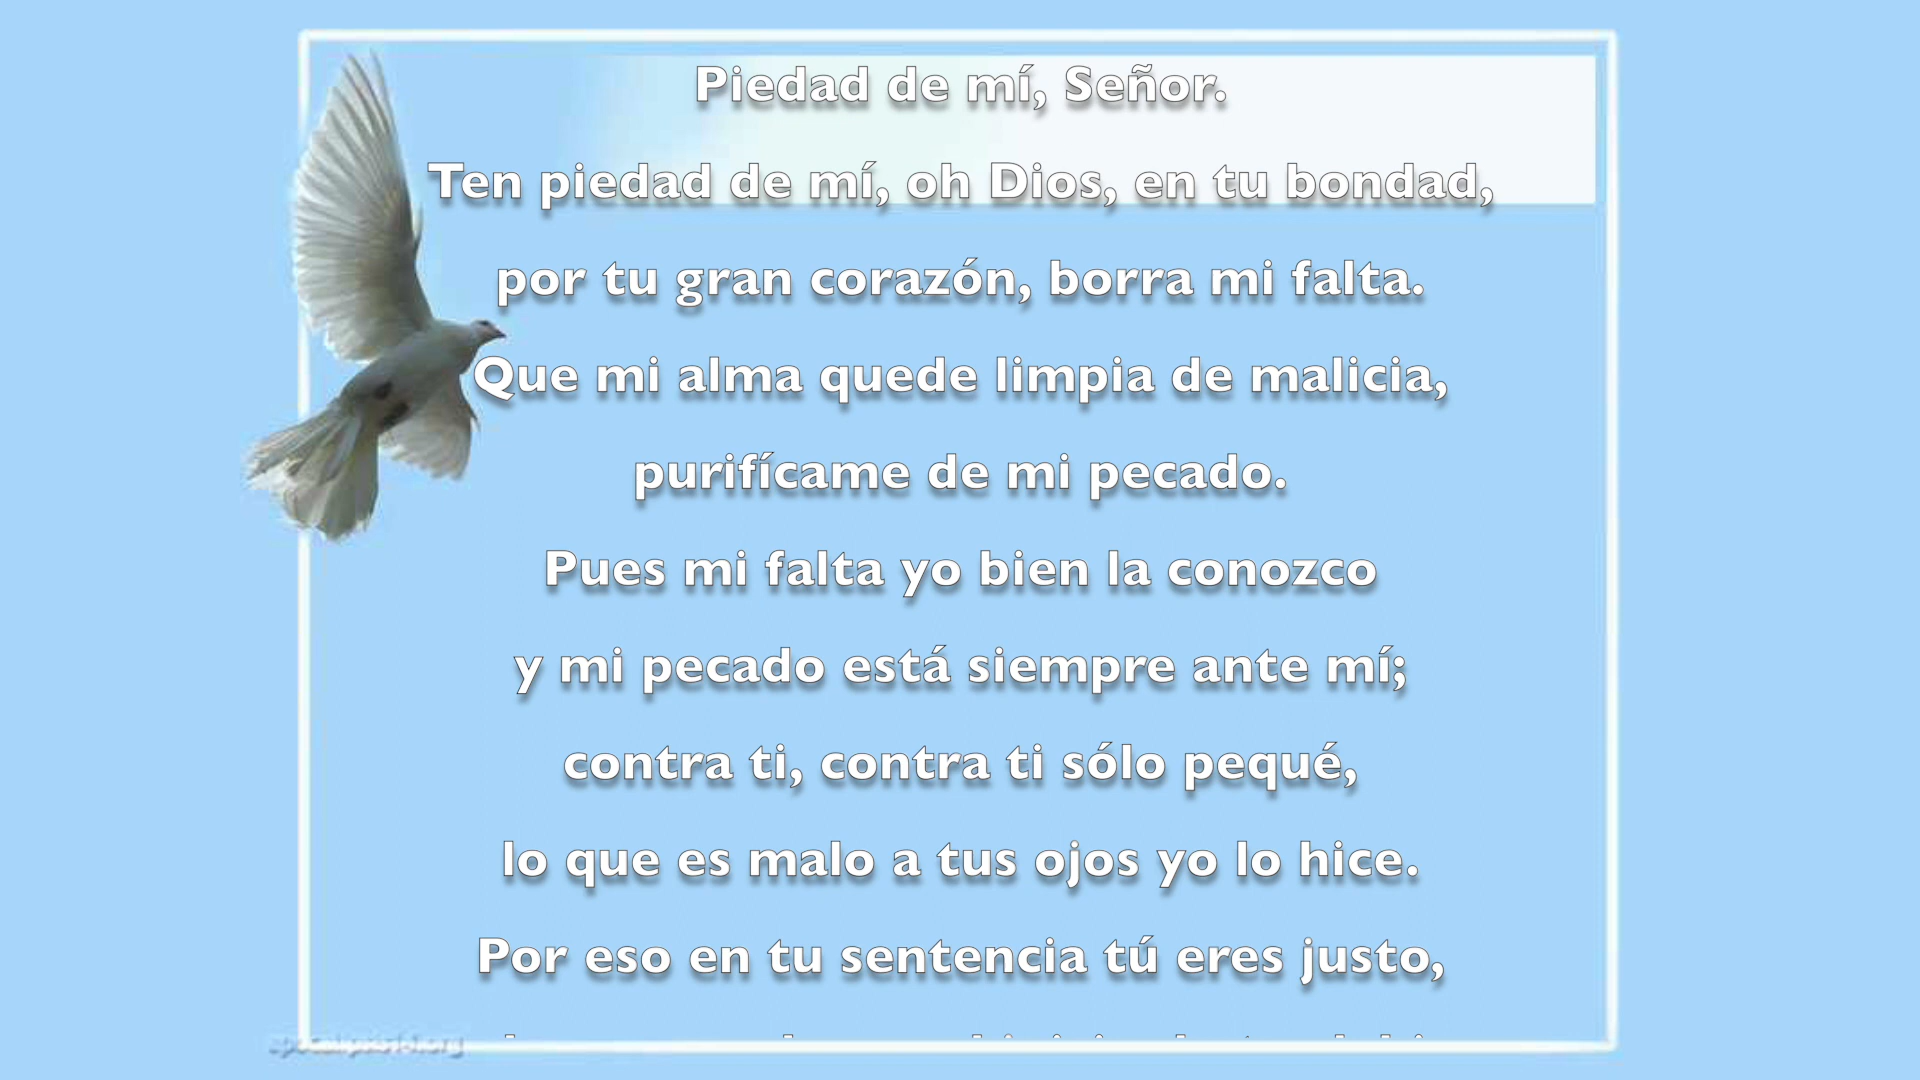 Piedad de mí, Señor.
Ten piedad de mí, oh Dios, en tu bondad,
por tu gran corazón, borra mi falta.
Que mi alma quede limpia de malicia,
purifícame de mi pecado.
Pues mi falta yo bien la conozco
y mi pecado está siempre ante mí;
contra ti, contra ti sólo pequé,
lo que es malo a tus ojos yo lo hice.
Por eso en tu sentencia tú eres justo,